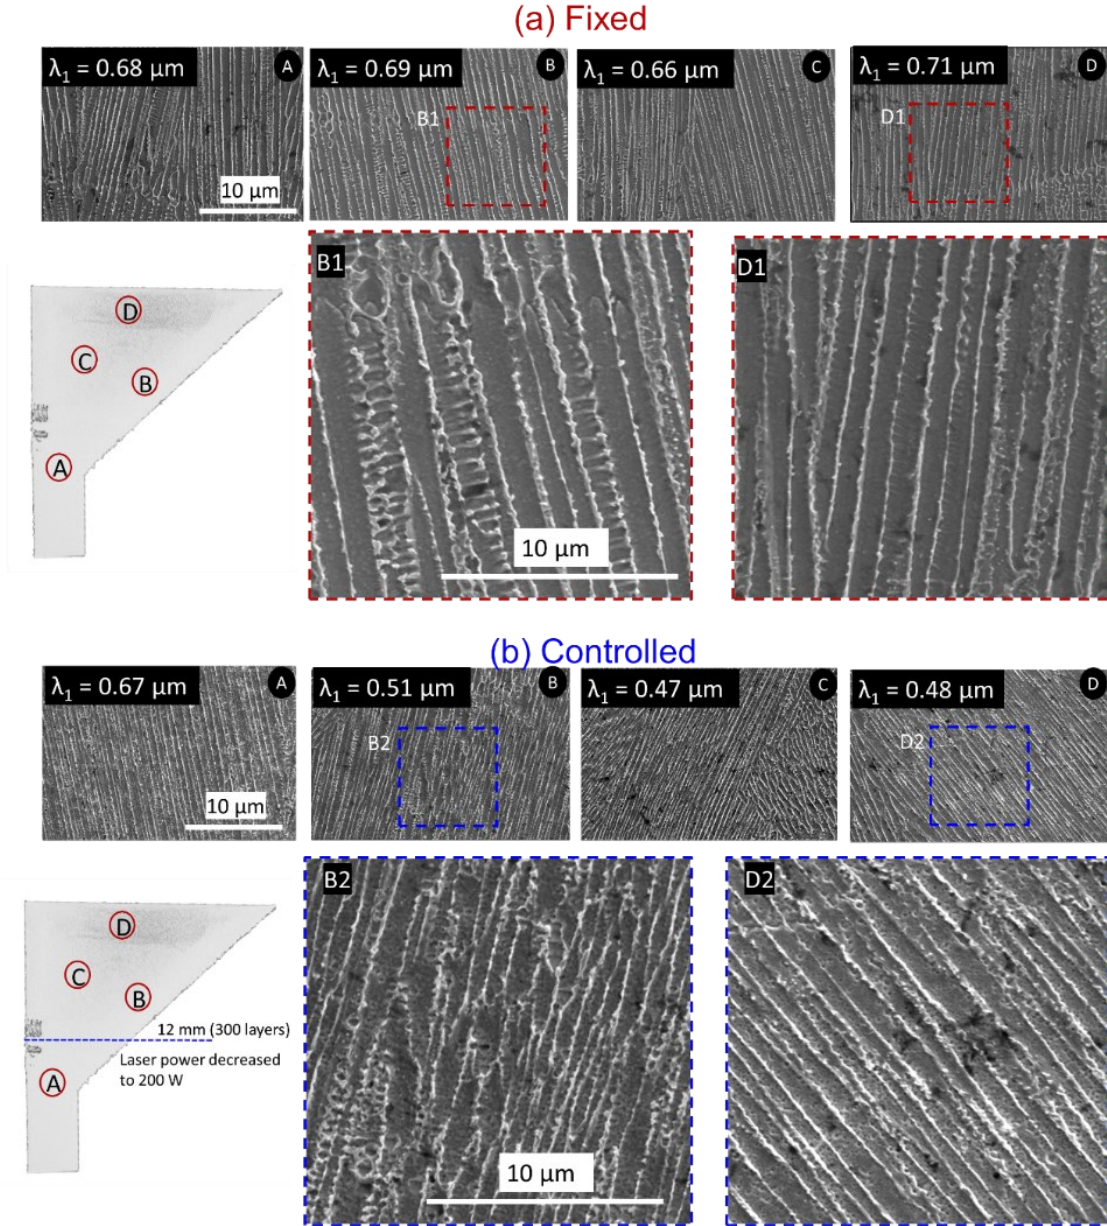 (a) Fixed
λ₁ = 0.68 µm
A
10 µm
λ₁ = 0.69 µm
B
B1
λ₁ = 0.66 µm
C
λ₁ = 0.71 µm
D
D1
D
C
B
A
B1
10 µm
D1
(b) Controlled
λ₁ = 0.67 µm
A
10 µm
λ₁ = 0.51 µm
B
B2
λ₁ = 0.47 µm
C
λ₁ = 0.48 µm
D
D2
D
C
B
12 mm (300 layers)
Laser power decreased
to 200 W
A
B2
10 µm
D2